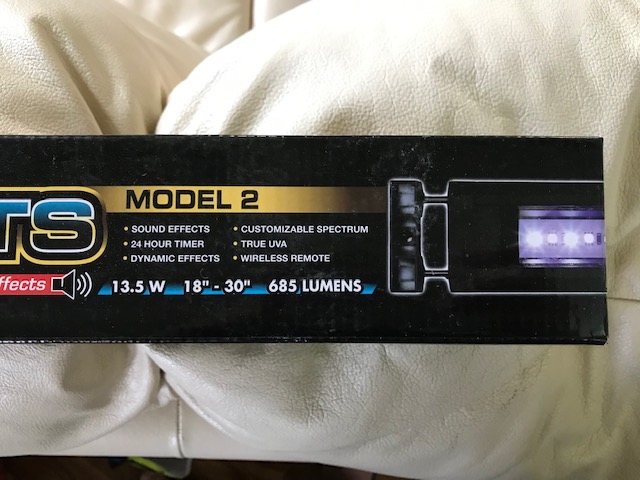 TS
MODEL 2
• SOUND EFFECTS
• 24 HOUR TIMER
• DYNAMIC EFFECTS
• CUSTOMIZABLE SPECTRUM
• TRUE UVA
• WIRELESS REMOTE
ffects
13.5 W 18" - 30" 685 LUMENS